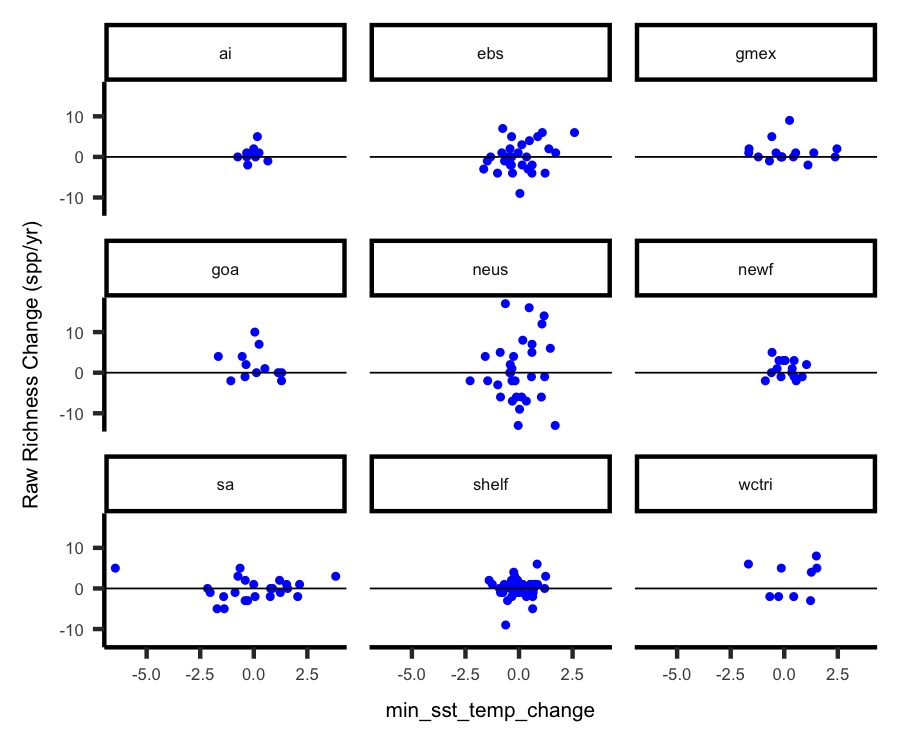 ai
ebs
gmex
10
0
-10
goa
neus
newf
10
0
-10
sa
shelf
wctri
10
0
-10
-5.0 -2.5 0.0 2.5 -5.0 -2.5 0.0 2.5 -5.0 -2.5 0.0 2.5
min_sst_temp_change
Raw Richness Change (spp/yr)